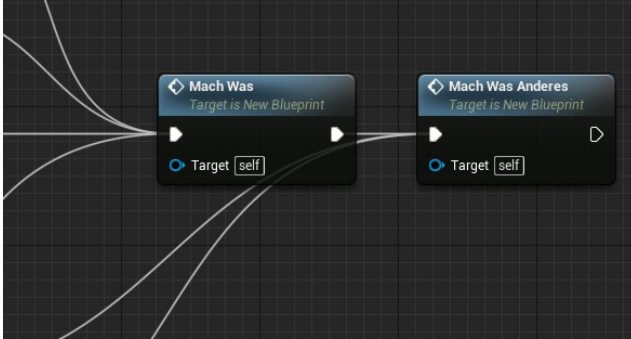 Mach Was
Target is New Blueprint
Target self
Mach Was Anderes
Target is New Blueprint
Target self